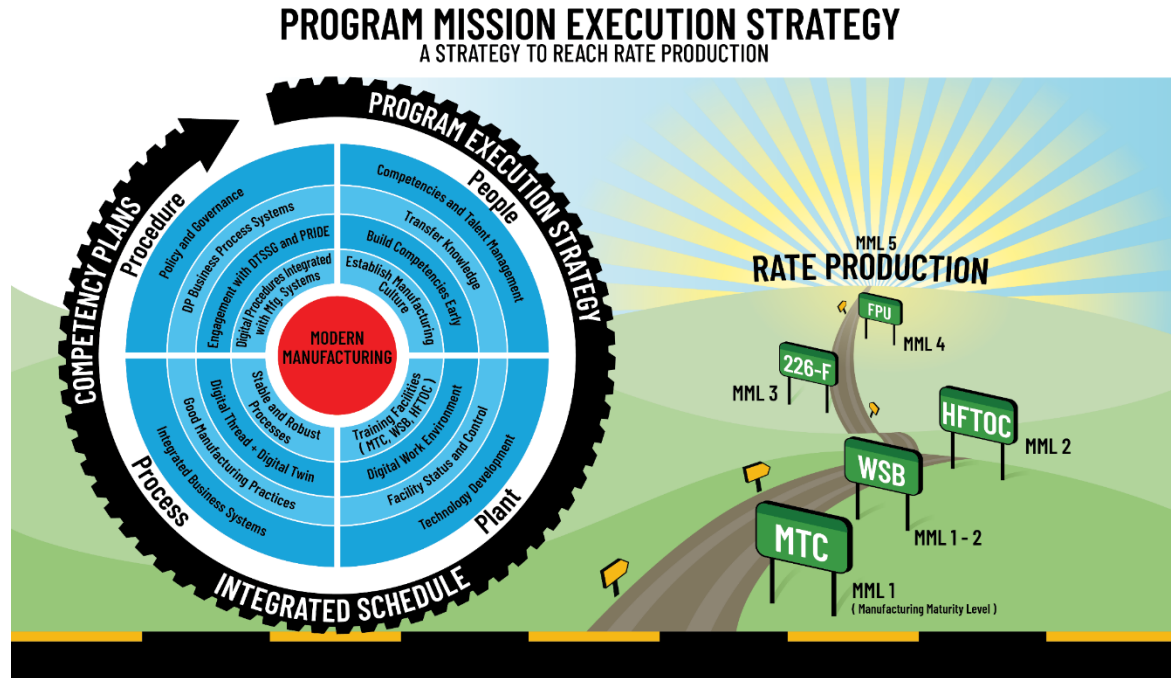 PROGRAM MISSION EXECUTION STRATEGY
A STRATEGY TO REACH RATE PRODUCTION
COMPETENCY PLANS
PROGRAM EXECUTION STRATEGY
INTEGRATED SCHEDULE
Procedure
Policy and Governance
DP Business Process Systems
Engagement with DTSSG and PRIDE
Digital Procedures Integrated
with Mfg. Systems
People
Competencies and Talent Management
Transfer Knowledge
Build Competencies Early
Establish Manufacturing
Culture
MODERN
MANUFACTURING
Process
Stable and Robust
Processes
Digital Thread + Digital Twin
Good Manufacturing Practices
Integrated Business Systems
Plant
Training Facilities
( MTC, WSB, HFTOC )
Digital Work Environment
Facility Status and Control
Technology Development
MML 5
RATE PRODUCTION
FPU
MML 4
226-F
MML 3
HFTOC
MML 2
WSB
MML 1 - 2
MTC
MML 1
( Manufacturing Maturity Level )